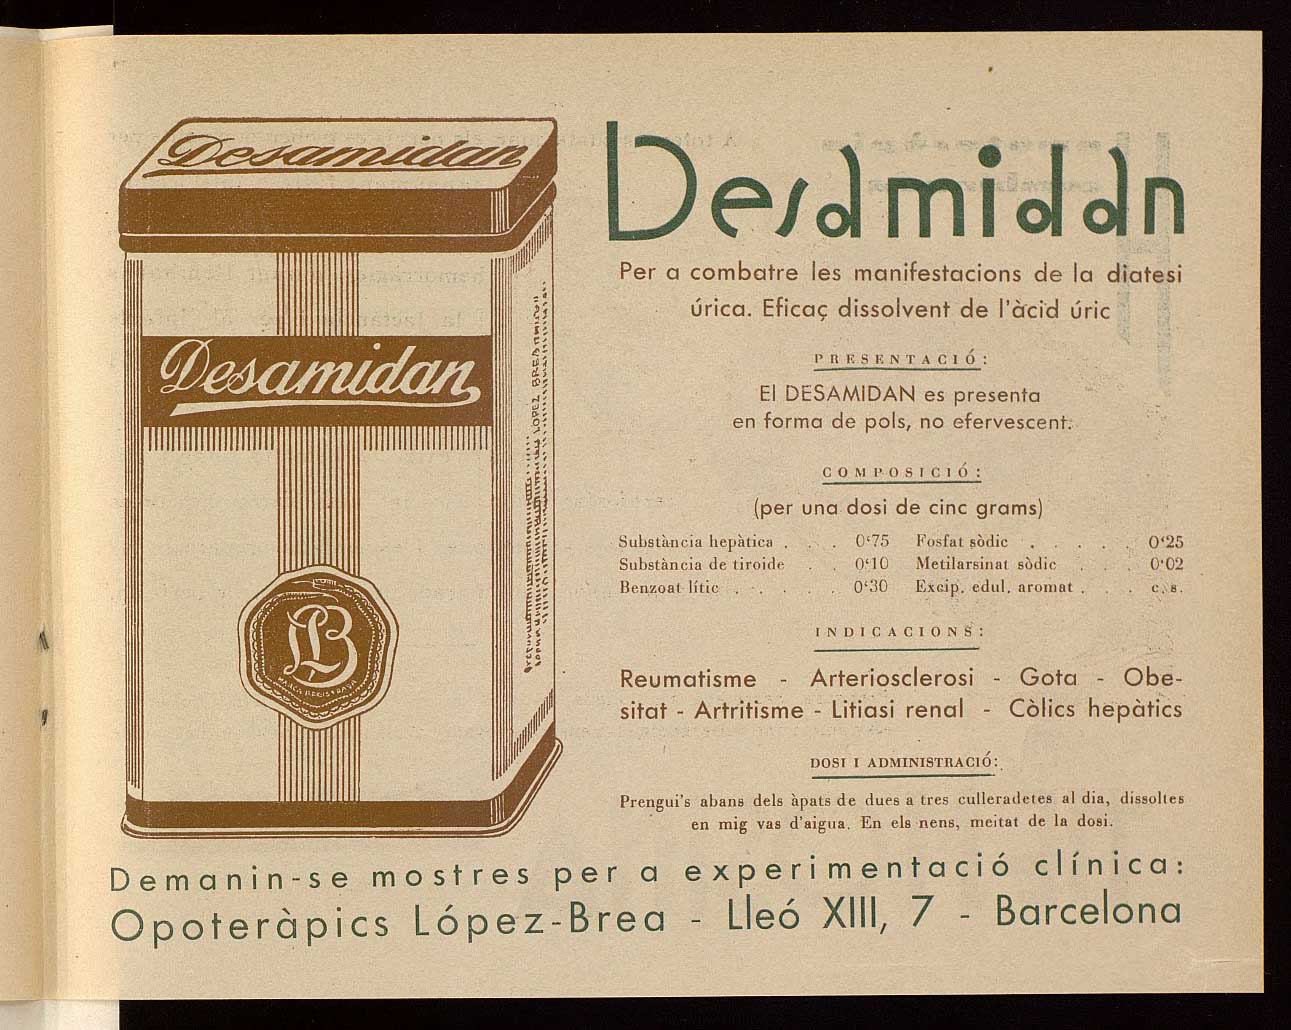 Desamidan
Desamidan
LOPEZ BREA
LB
MARCA REGISTRADA
Desamidan
Per a combatre les manifestacions de la diatesi
úrica. Eficaç dissolvent de l'àcid úric
PRESENTACIÓ:
El DESAMIDAN es presenta
en forma de pols, no efervescent.
COMPOSICIÓ:
(per una dosi de cinc grams)
Substància hepàtica . . . 0'75 Fosfat sòdic . . . . . 0'25
Substància de tiroide . . 0'10 Metilarsinat sòdic . . . 0'02
Benzoat lític . . . . . 0'30 Excip. edul. aromat . . . c. s.
INDICACIONS:
Reumatisme - Arteriosclerosi - Gota - Obe-
sitat - Artritisme - Litiasi renal - Còlics hepàtics
DOSI I ADMINISTRACIÓ:
Prengui's abans dels àpats de dues a tres culleradetes al dia, dissoltes
en mig vas d'aigua. En els nens, meitat de la dosi.
Demanin-se mostres per a experimentació clínica:
Opoteràpics López-Brea - Lleó XIII, 7 - Barcelona